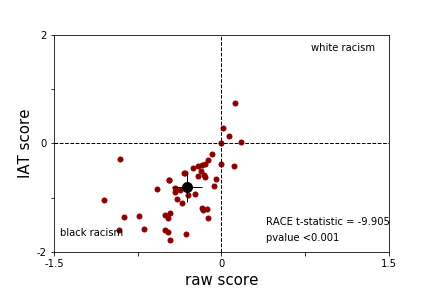 2
white racism
IAT score
0
RACE t-statistic = -9.905
pvalue <0.001
black racism
-2
-1.5
0
1.5
raw score